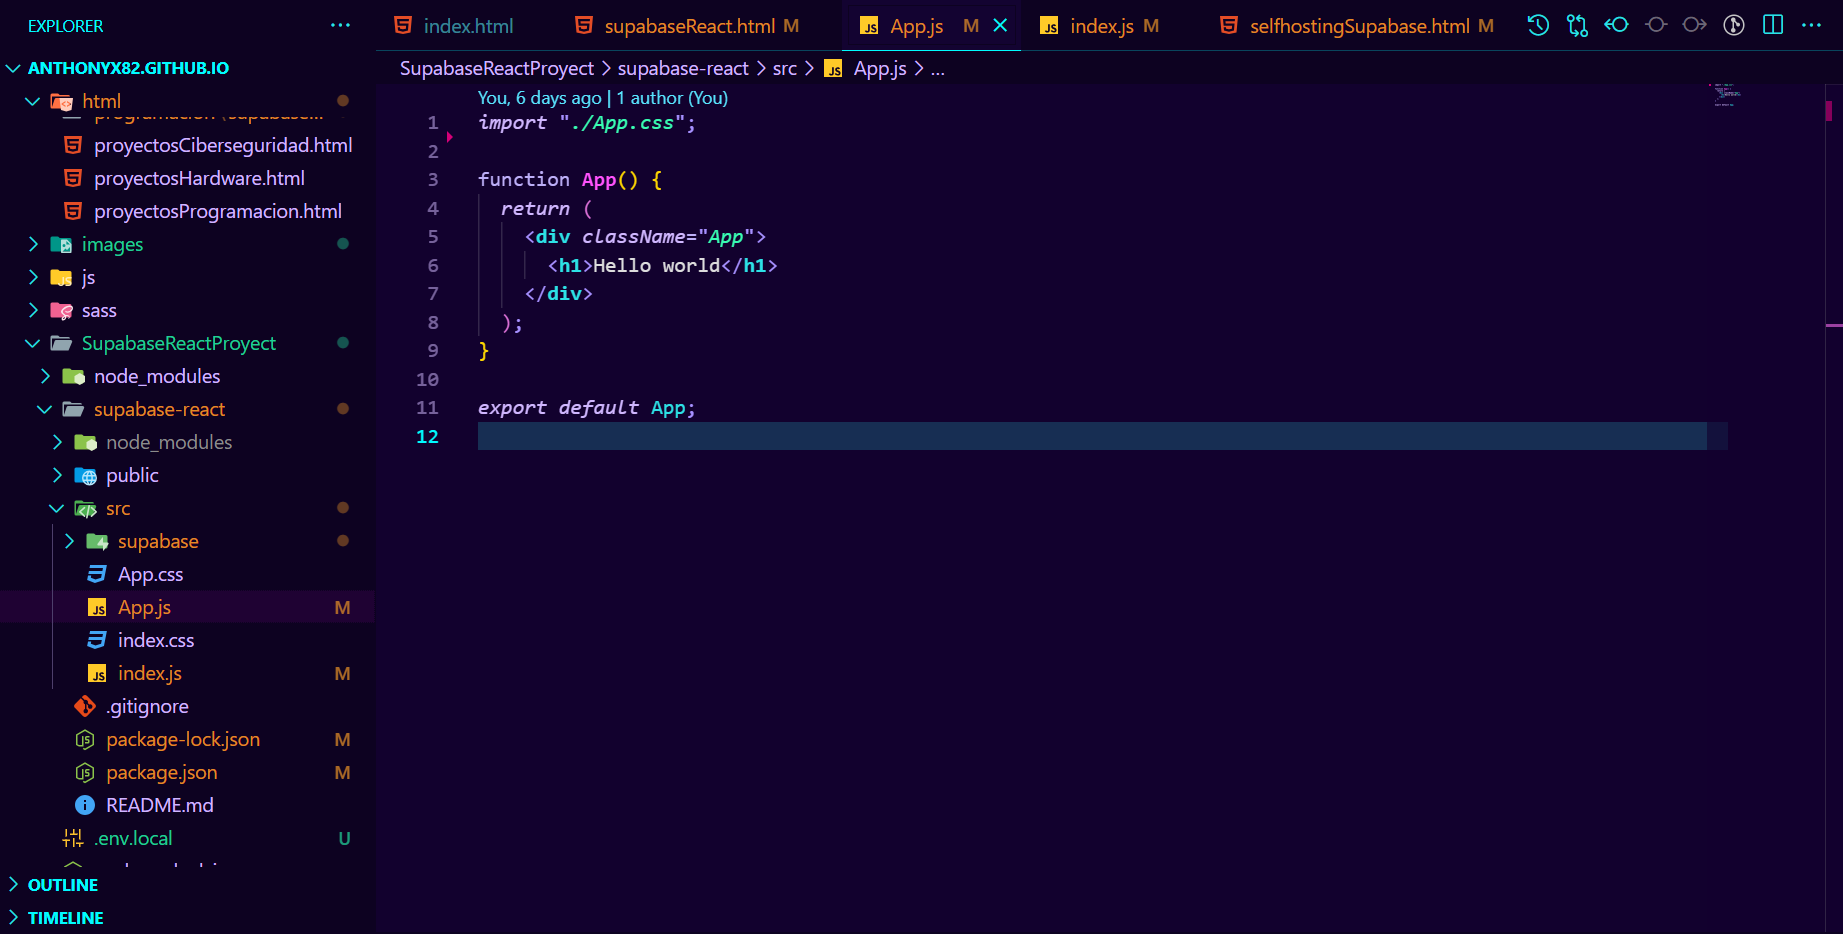 EXPLORER
ANTHONYX82.GITHUB.IO
html
proyectosCiberseguridad.html
proyectosHardware.html
proyectosProgramacion.html
images
js
sass
SupabaseReactProyect
node_modules
supabase-react
node_modules
public
src
supabase
App.css
App.js M
index.css
index.js M
.gitignore
package-lock.json M
package.json M
README.md
.env.local U
OUTLINE
TIMELINE
index.html
supabaseReact.html M
App.js M
index.js M
selfhostingSupabase.html M
SupabaseReactProyect > supabase-react > src > App.js > ...
You, 6 days ago | 1 author (You)
1 import "./App.css";
2
3 function App() {
4 return (
5 <div className="App">
6 <h1>Hello world</h1>
7 </div>
8 );
9 }
10
11 export default App;
12